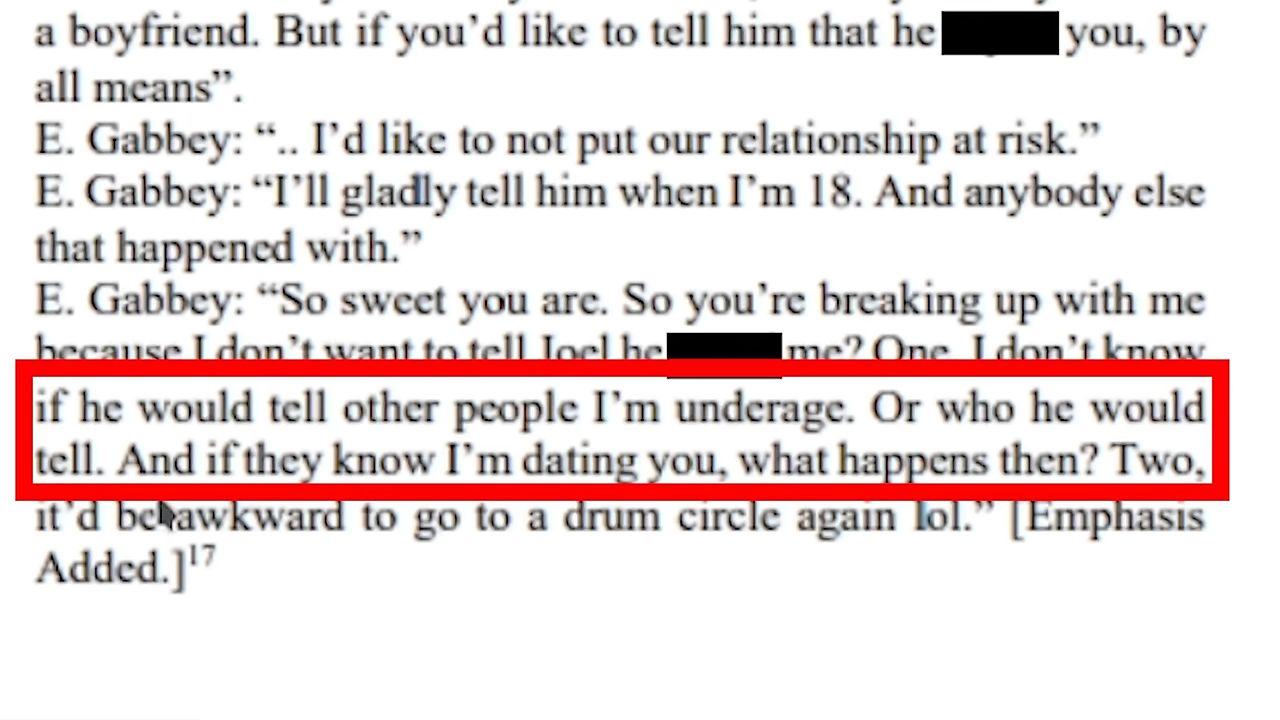 a boyfriend. But if you’d like to tell him that he you, by
all means”.
E. Gabbey: “.. I’d like to not put our relationship at risk.”
E. Gabbey: “I’ll gladly tell him when I’m 18. And anybody else
that happened with.”
E. Gabbey: “So sweet you are. So you’re breaking up with me
because I don’t want to tell Joel he me? One, I don’t know
if he would tell other people I’m underage. Or who he would
tell. And if they know I’m dating you, what happens then? Two,
it’d be awkward to go to a drum circle again lol.” [Emphasis
Added.]17